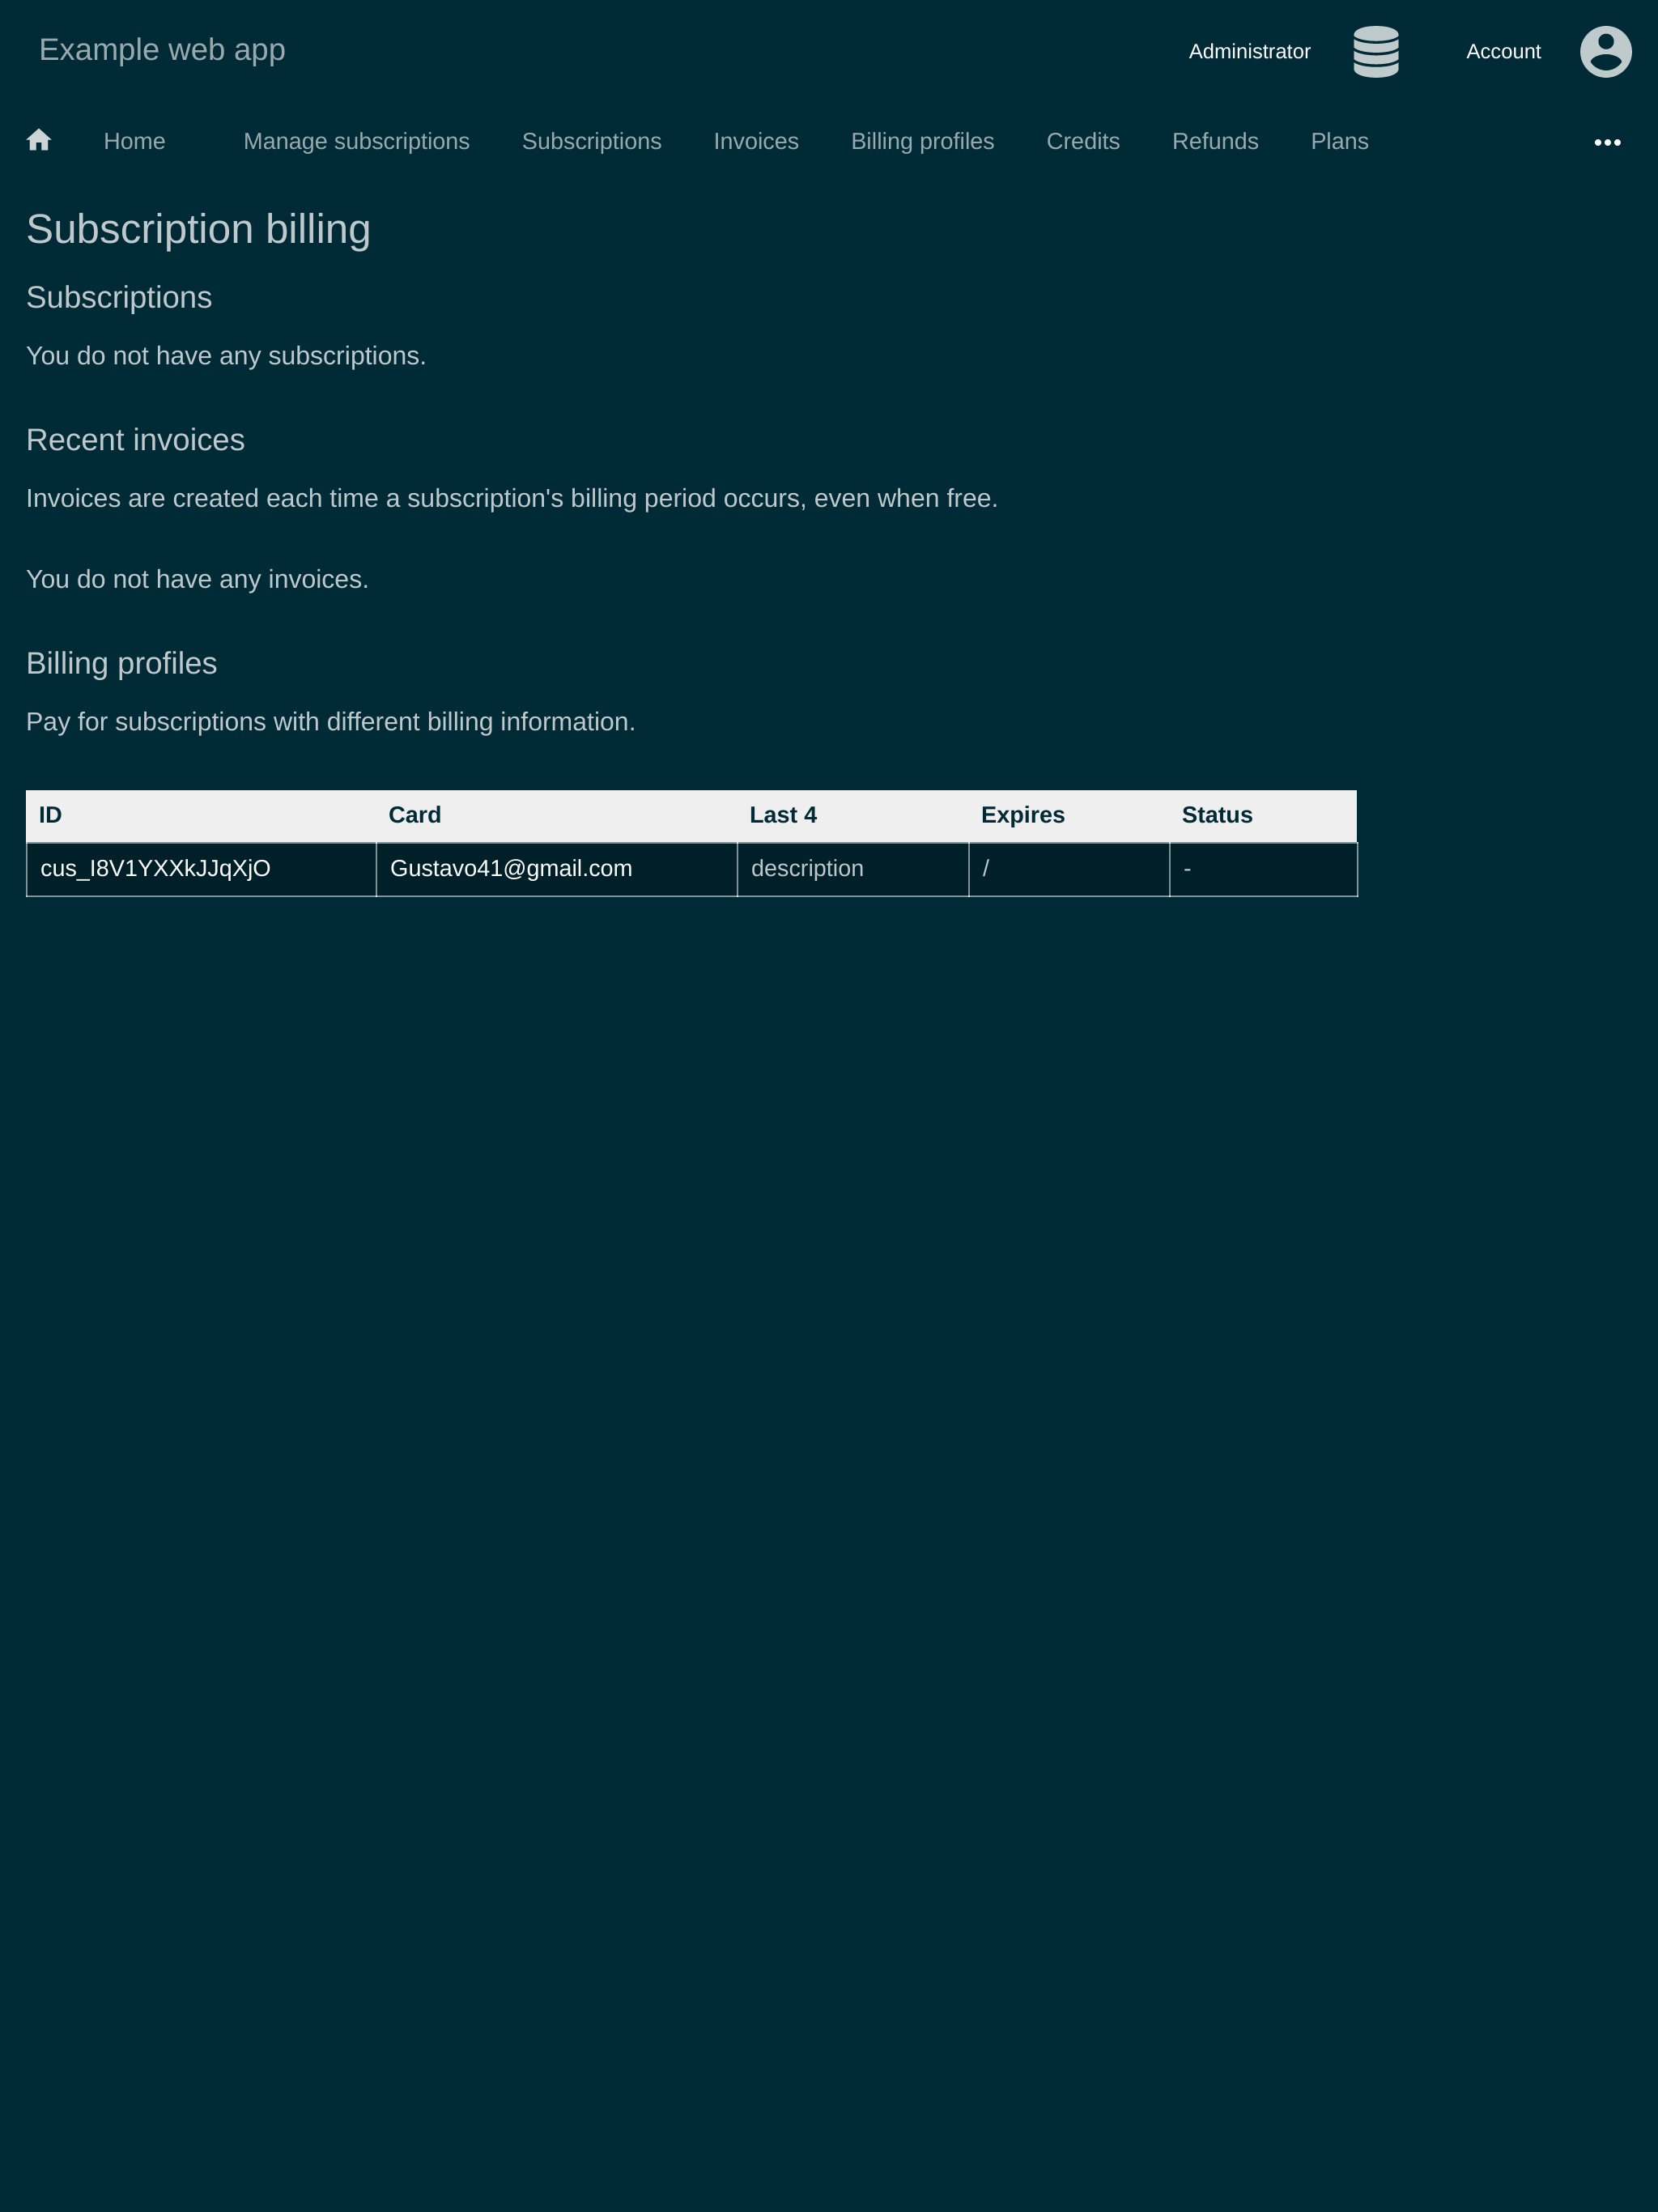 Example web app
Administrator
Account
Home Manage subscriptions Subscriptions Invoices Billing profiles Credits Refunds Plans
Subscription billing
Subscriptions
You do not have any subscriptions.
Recent invoices
Invoices are created each time a subscription's billing period occurs, even when free.
You do not have any invoices.
Billing profiles
Pay for subscriptions with different billing information.
ID Card Last 4 Expires Status
cus_I8V1YXXkJJqXjO Gustavo41@gmail.com description / -